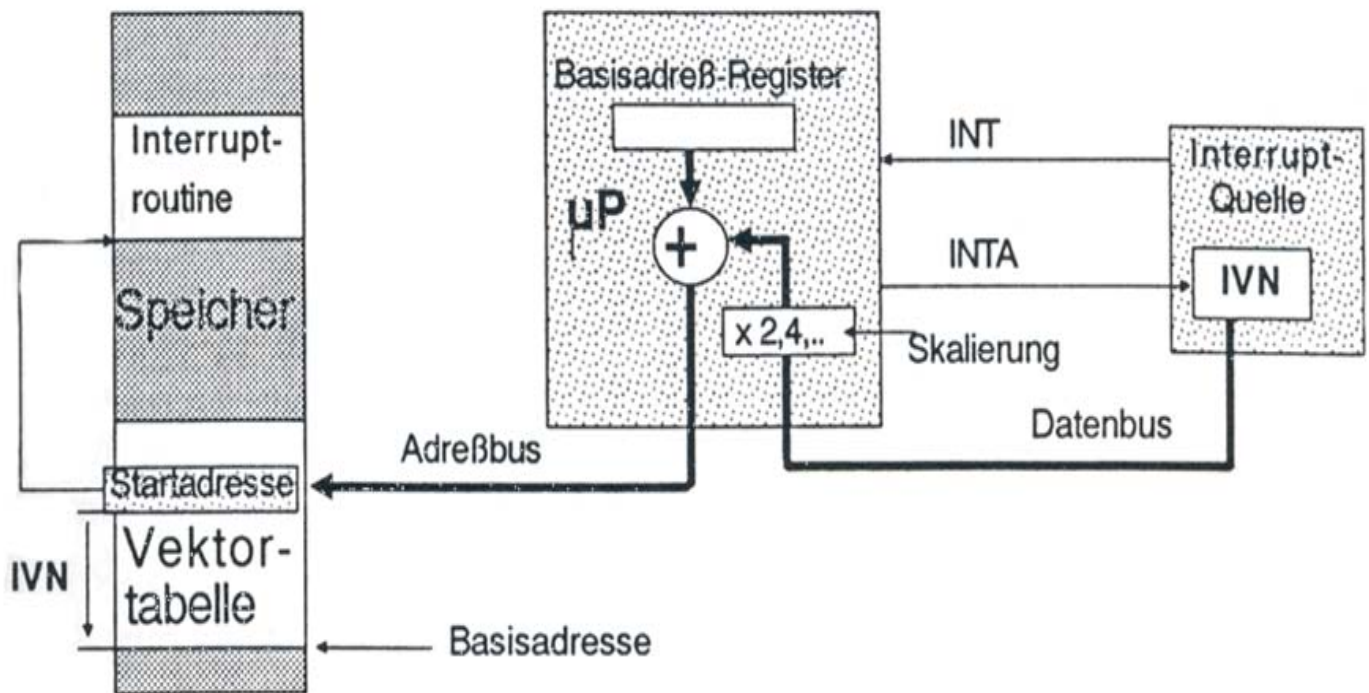 Interrupt-
routine
Speicher
Startadresse
Vektor-
tabelle
IVN
Basisadresse
Adreßbus
Basisadreß-Register
µP
+
x 2,4,..
Skalierung
INT
INTA
Datenbus
Interrupt-
Quelle
IVN